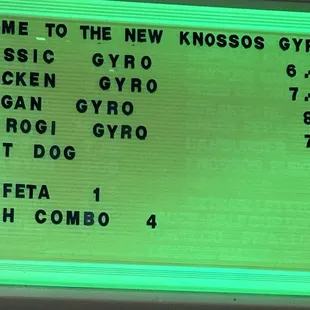 ME TO THE NEW KNOSSOS GYR
SSIC GYRO 6.
CKEN GYRO 7.
GAN GYRO 8
ROGI GYRO 7
T DOG
FETA 1
H COMBO 4